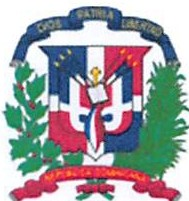 DIOS PATRIA LIBERTAD
REPUBLICA DOMINICANA